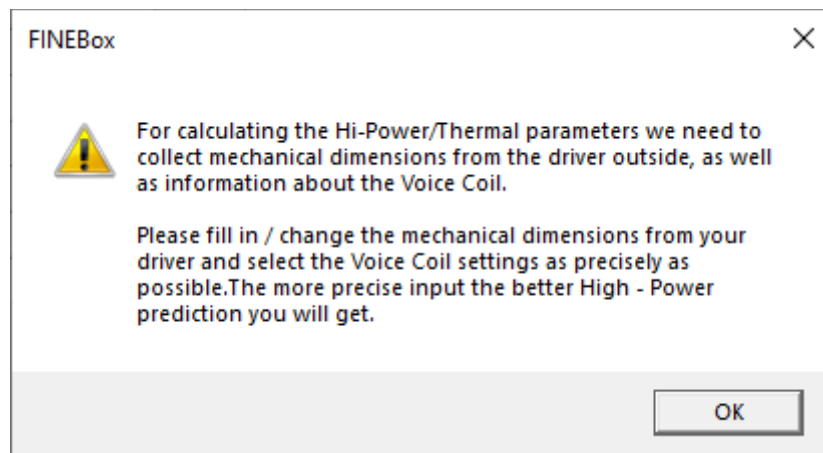 FINEBox
For calculating the Hi-Power/Thermal parameters we need to
collect mechanical dimensions from the driver outside, as well
as information about the Voice Coil.
Please fill in / change the mechanical dimensions from your
driver and select the Voice Coil settings as precisely as
possible.The more precise input the better High - Power
prediction you will get.
OK